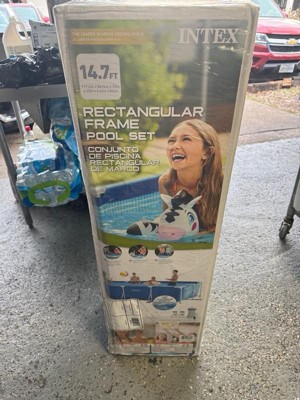 INTEX
14.7FT
RECTANGULAR
FRAME
POOL SET
CONJUNTO
DE PISCINA
RECTANGULAR
DE MARCO